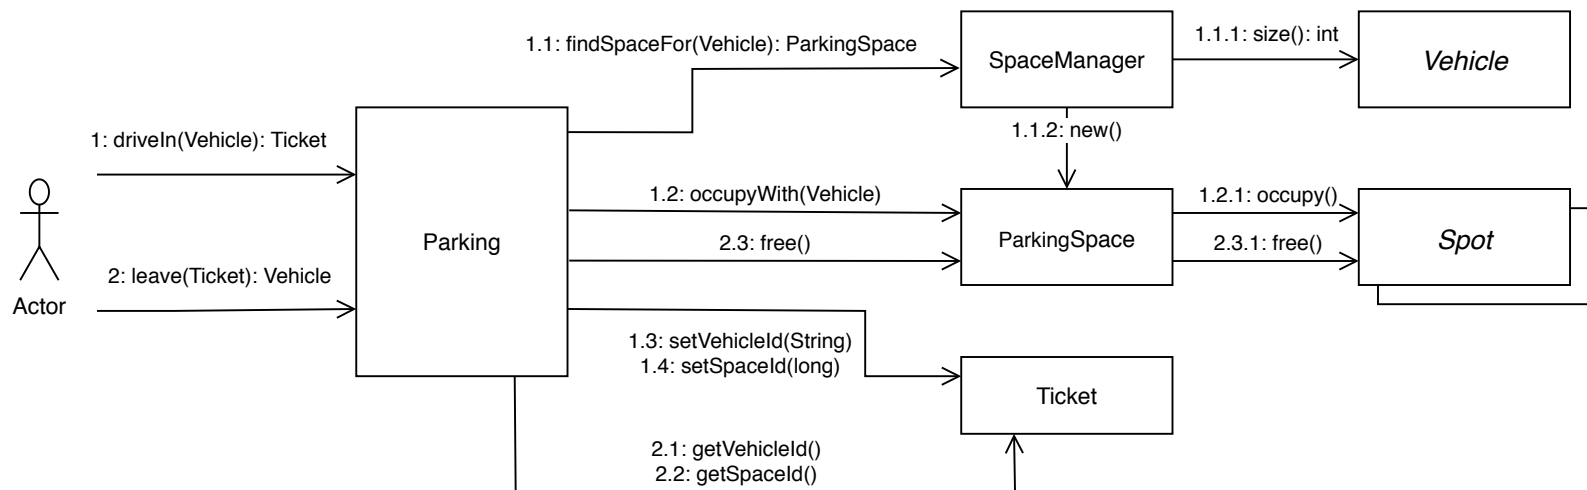 1.1: findSpaceFor(Vehicle): ParkingSpace
1.1.1: size(): int
SpaceManager
Vehicle
1: driveIn(Vehicle): Ticket
1.1.2: new()
1.2: occupyWith(Vehicle)
1.2.1: occupy()
Parking
2.3: free()
ParkingSpace
2.3.1: free()
Spot
2: leave(Ticket): Vehicle
Actor
1.3: setVehicleId(String)
1.4: setSpaceId(long)
Ticket
2.1: getVehicleId()
2.2: getSpaceId()